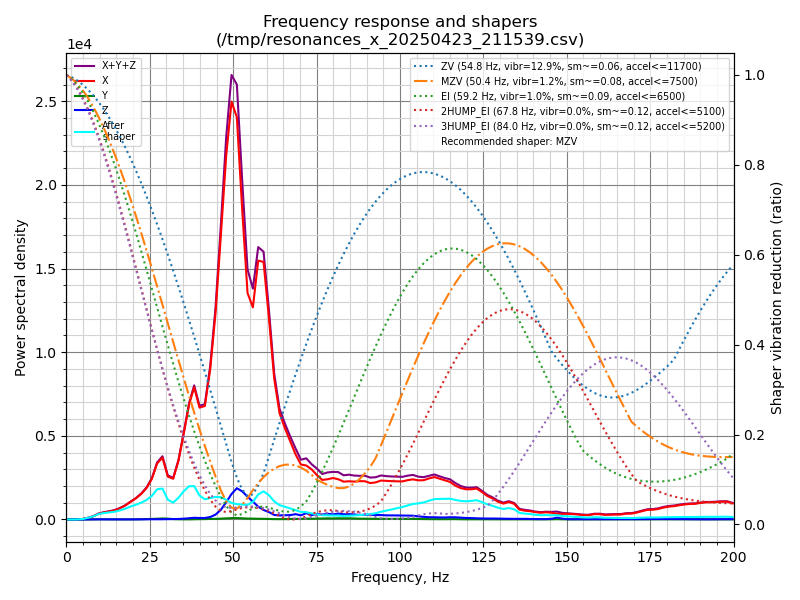 Frequency response and shapers
(/tmp/resonances_x_20250423_211539.csv)
1e4
X+Y+Z
X
Y
Z
After
shaper
ZV (54.8 Hz, vibr=12.9%, sm~=0.06, accel<=11700)
MZV (50.4 Hz, vibr=1.2%, sm~=0.08, accel<=7500)
EI (59.2 Hz, vibr=1.0%, sm~=0.09, accel<=6500)
2HUMP_EI (67.8 Hz, vibr=0.0%, sm~=0.12, accel<=5100)
3HUMP_EI (84.0 Hz, vibr=0.0%, sm~=0.12, accel<=5200)
Recommended shaper: MZV
Power spectral density
2.5
2.0
1.5
1.0
0.5
0.0
1.0
0.8
0.6
0.4
0.2
0.0
Shaper vibration reduction (ratio)
0 25 50 75 100 125 150 175 200
Frequency, Hz